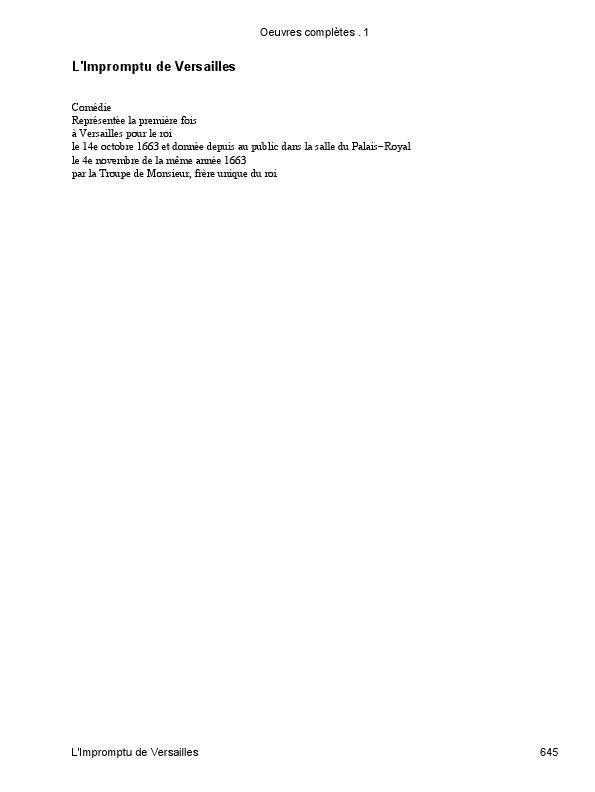 Oeuvres complètes . 1
L'Impromptu de Versailles
Comédie
Représentée la première fois
à Versailles pour le roi
le 14e octobre 1663 et donnée depuis au public dans la salle du Palais−Royal
le 4e novembre de la même année 1663
par la Troupe de Monsieur, frère unique du roi
L'Impromptu de Versailles 645